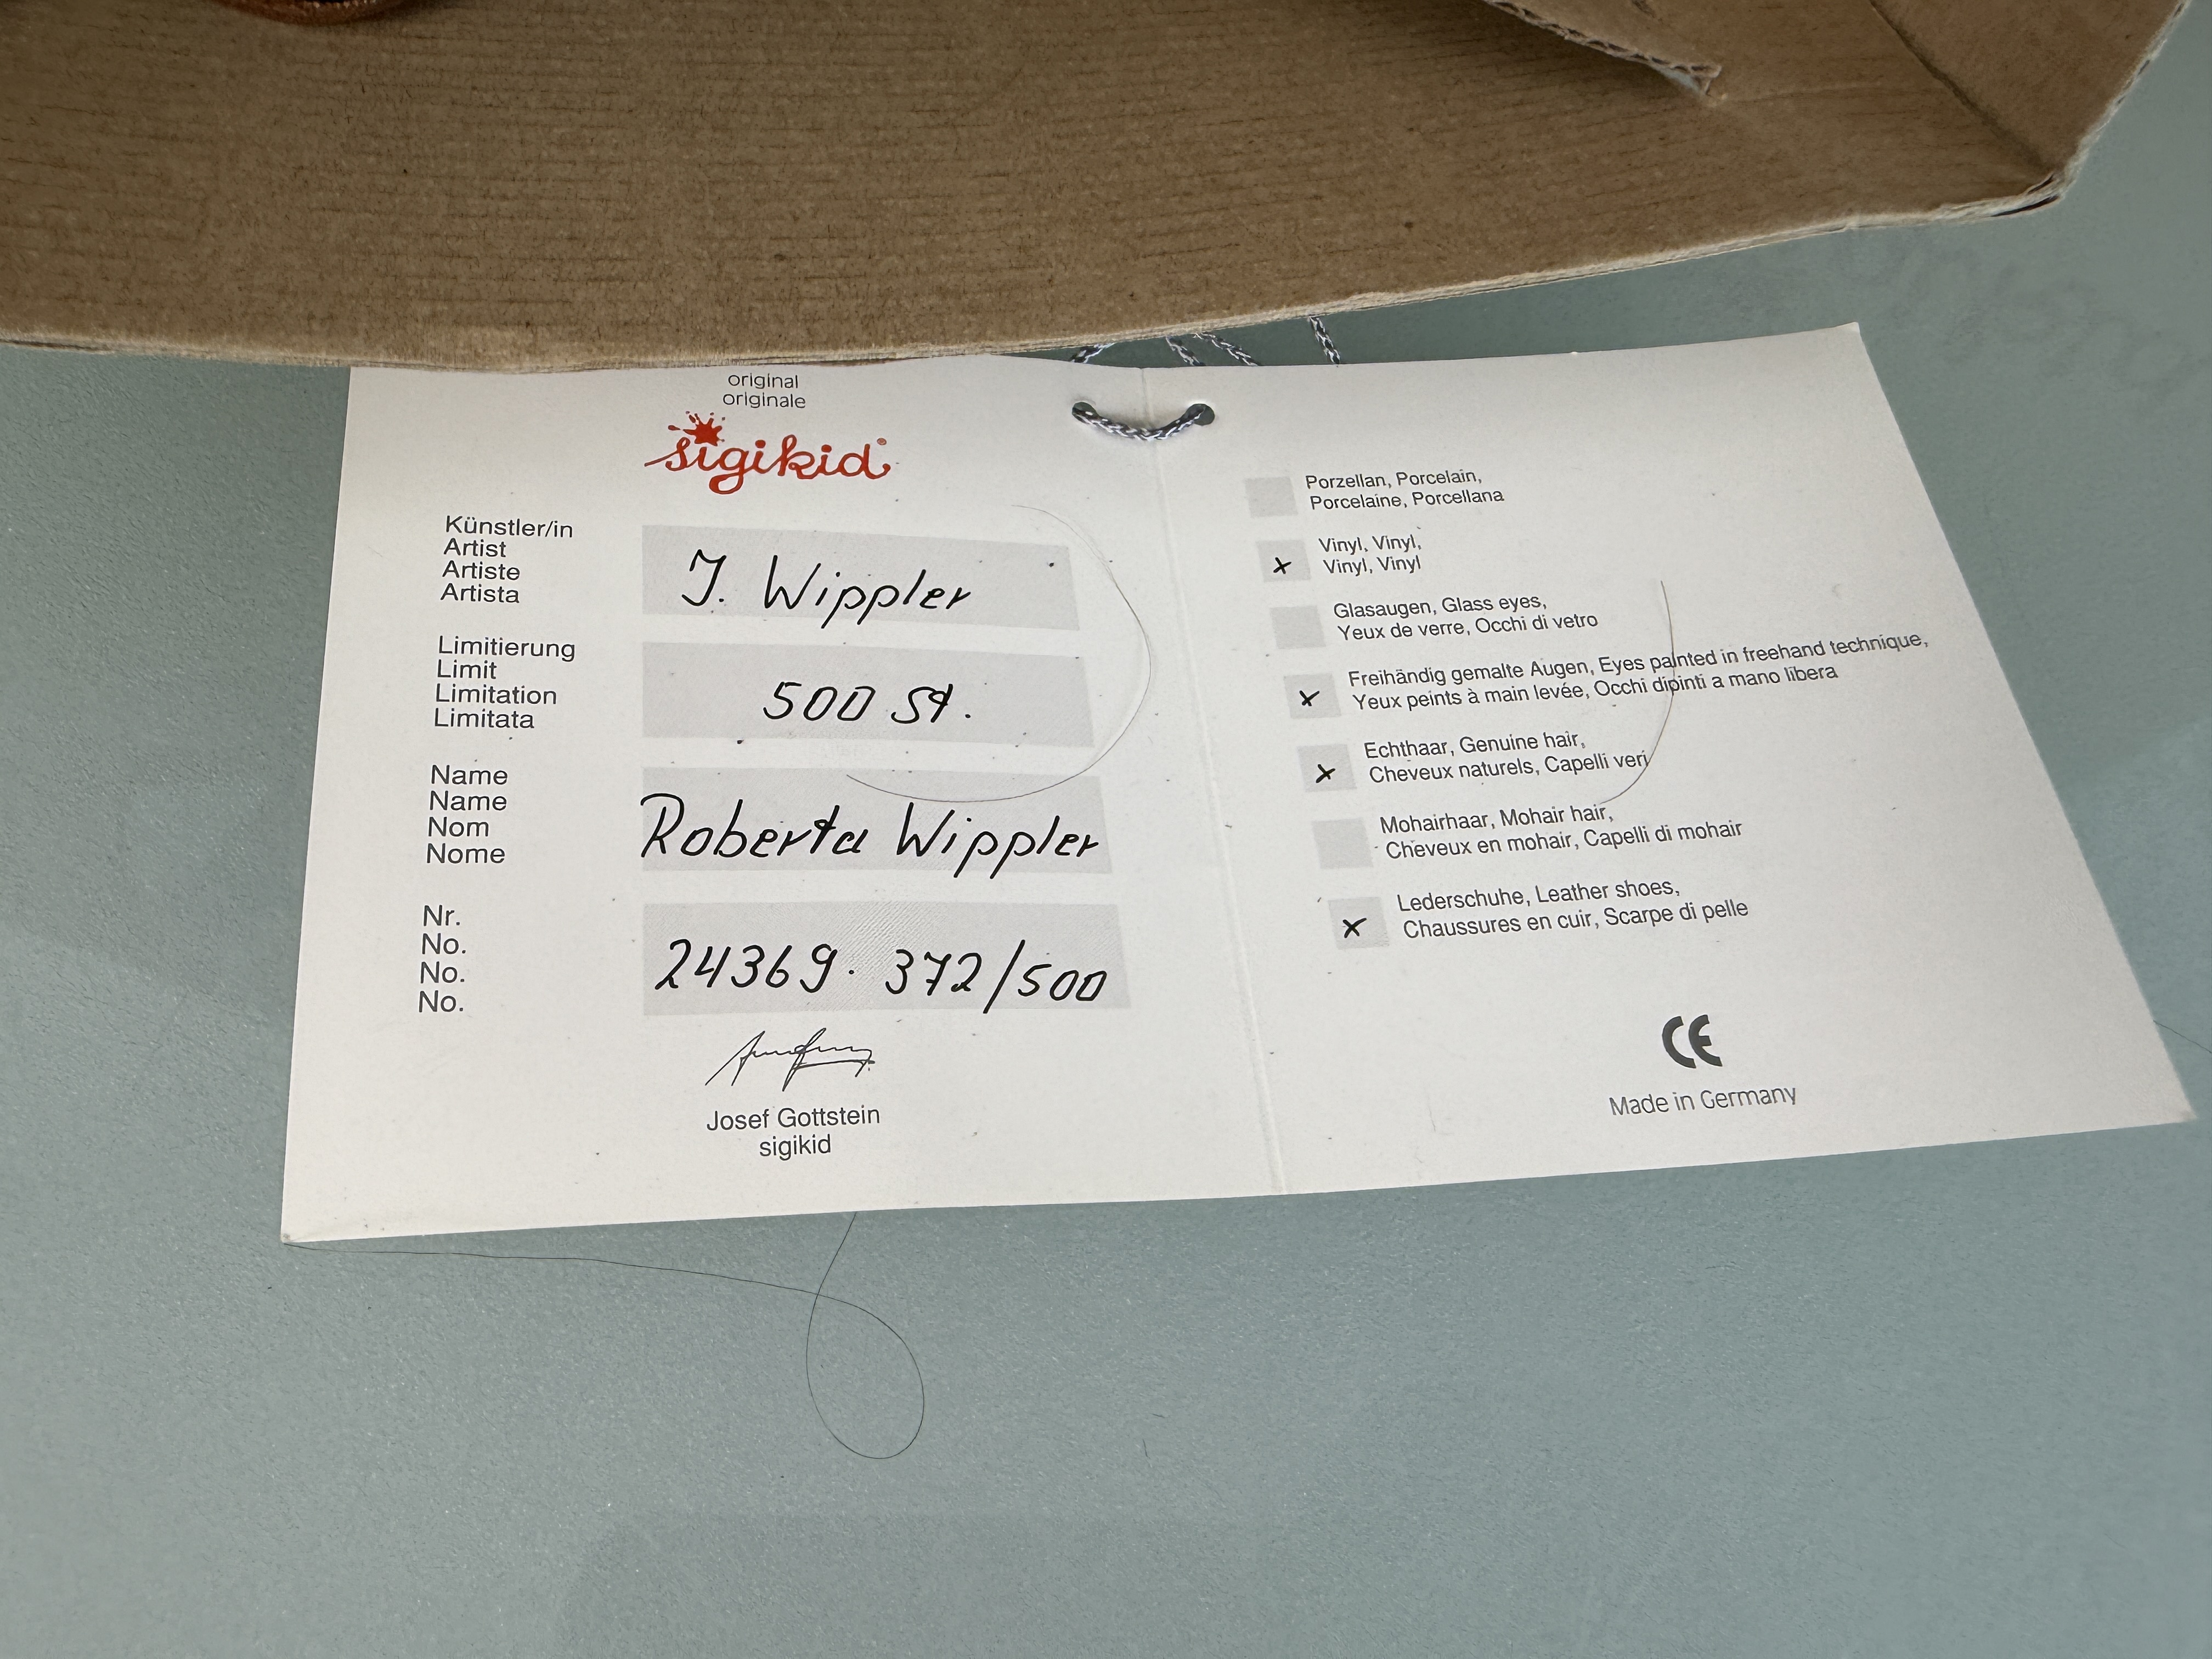 original
originale
sigikid®
Künstler/in
Artist
Artiste
Artista
J. Wippler
Limitierung
Limit
Limitation
Limitata
500 St.
Name
Name
Nom
Nome
Roberta Wippler
Nr.
No.
No.
No.
24369. 372/500
Josef Gottstein
sigikid
Porzellan, Porcelain,
Porcelaine, Porcellana
x Vinyl, Vinyl,
Vinyl, Vinyl
Glasaugen, Glass eyes,
Yeux de verre, Occhi di vetro
x Freihändig gemalte Augen, Eyes painted in freehand technique,
Yeux peints à main levée, Occhi dipinti a mano libera
x Echthaar, Genuine hair,
Cheveux naturels, Capelli veri
Mohairhaar, Mohair hair,
Cheveux en mohair, Capelli di mohair
x Lederschuhe, Leather shoes,
Chaussures en cuir, Scarpe di pelle
CE
Made in Germany